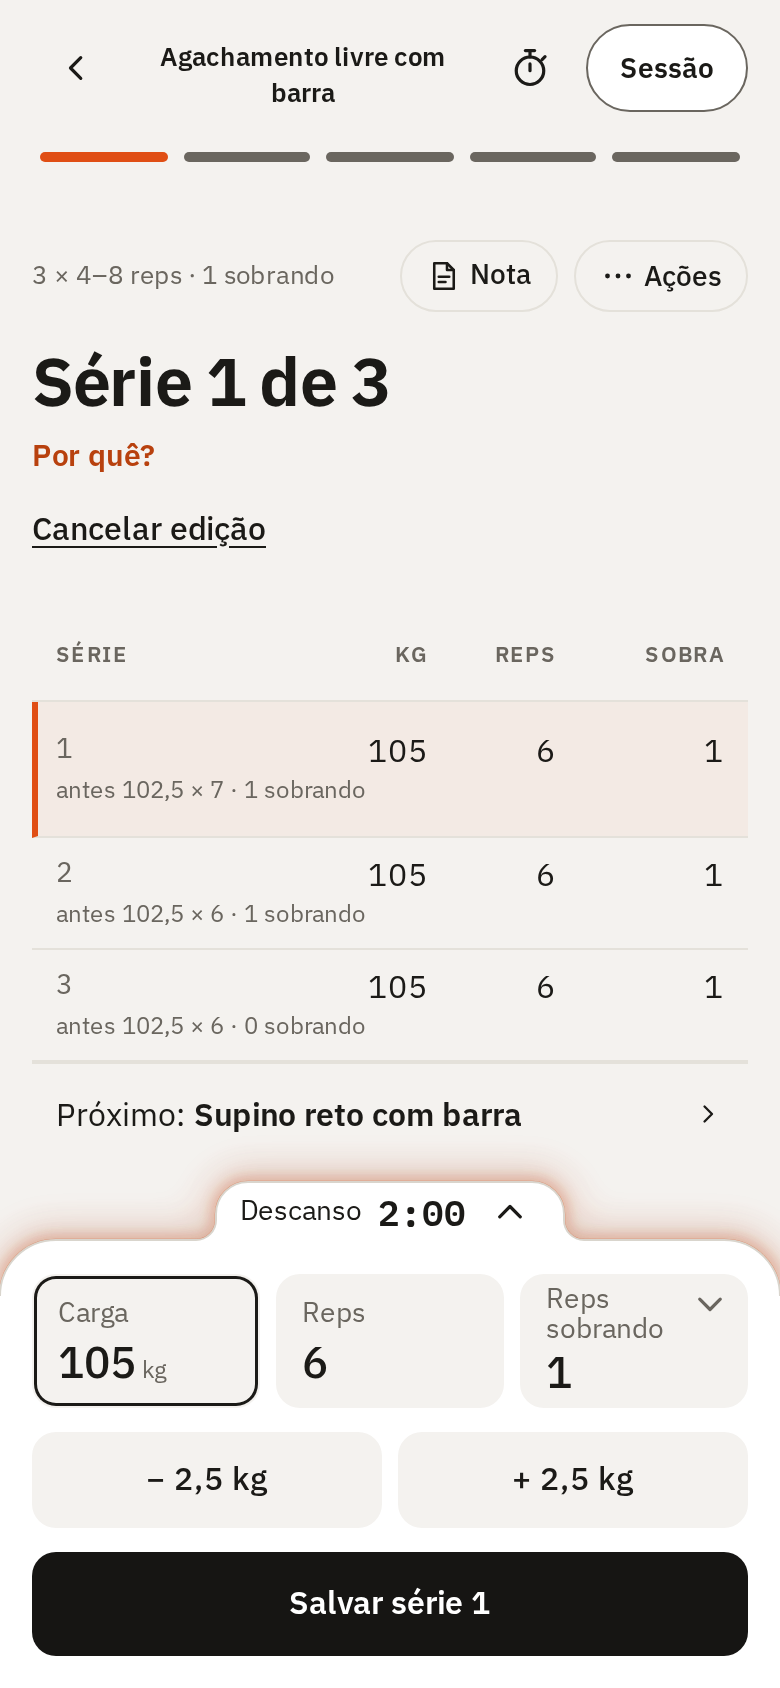 Agachamento livre com
barra
Sessão
3 × 4–8 reps · 1 sobrando
Nota
Ações
Série 1 de 3
Por quê?
Cancelar edição
SÉRIE KG REPS SOBRA
1 105 6 1
antes 102,5 × 7 · 1 sobrando
2 105 6 1
antes 102,5 × 6 · 1 sobrando
3 105 6 1
antes 102,5 × 6 · 0 sobrando
Próximo: Supino reto com barra
Descanso 2:00
Carga
105 kg
Reps
6
Reps
sobrando
1
− 2,5 kg
+ 2,5 kg
Salvar série 1